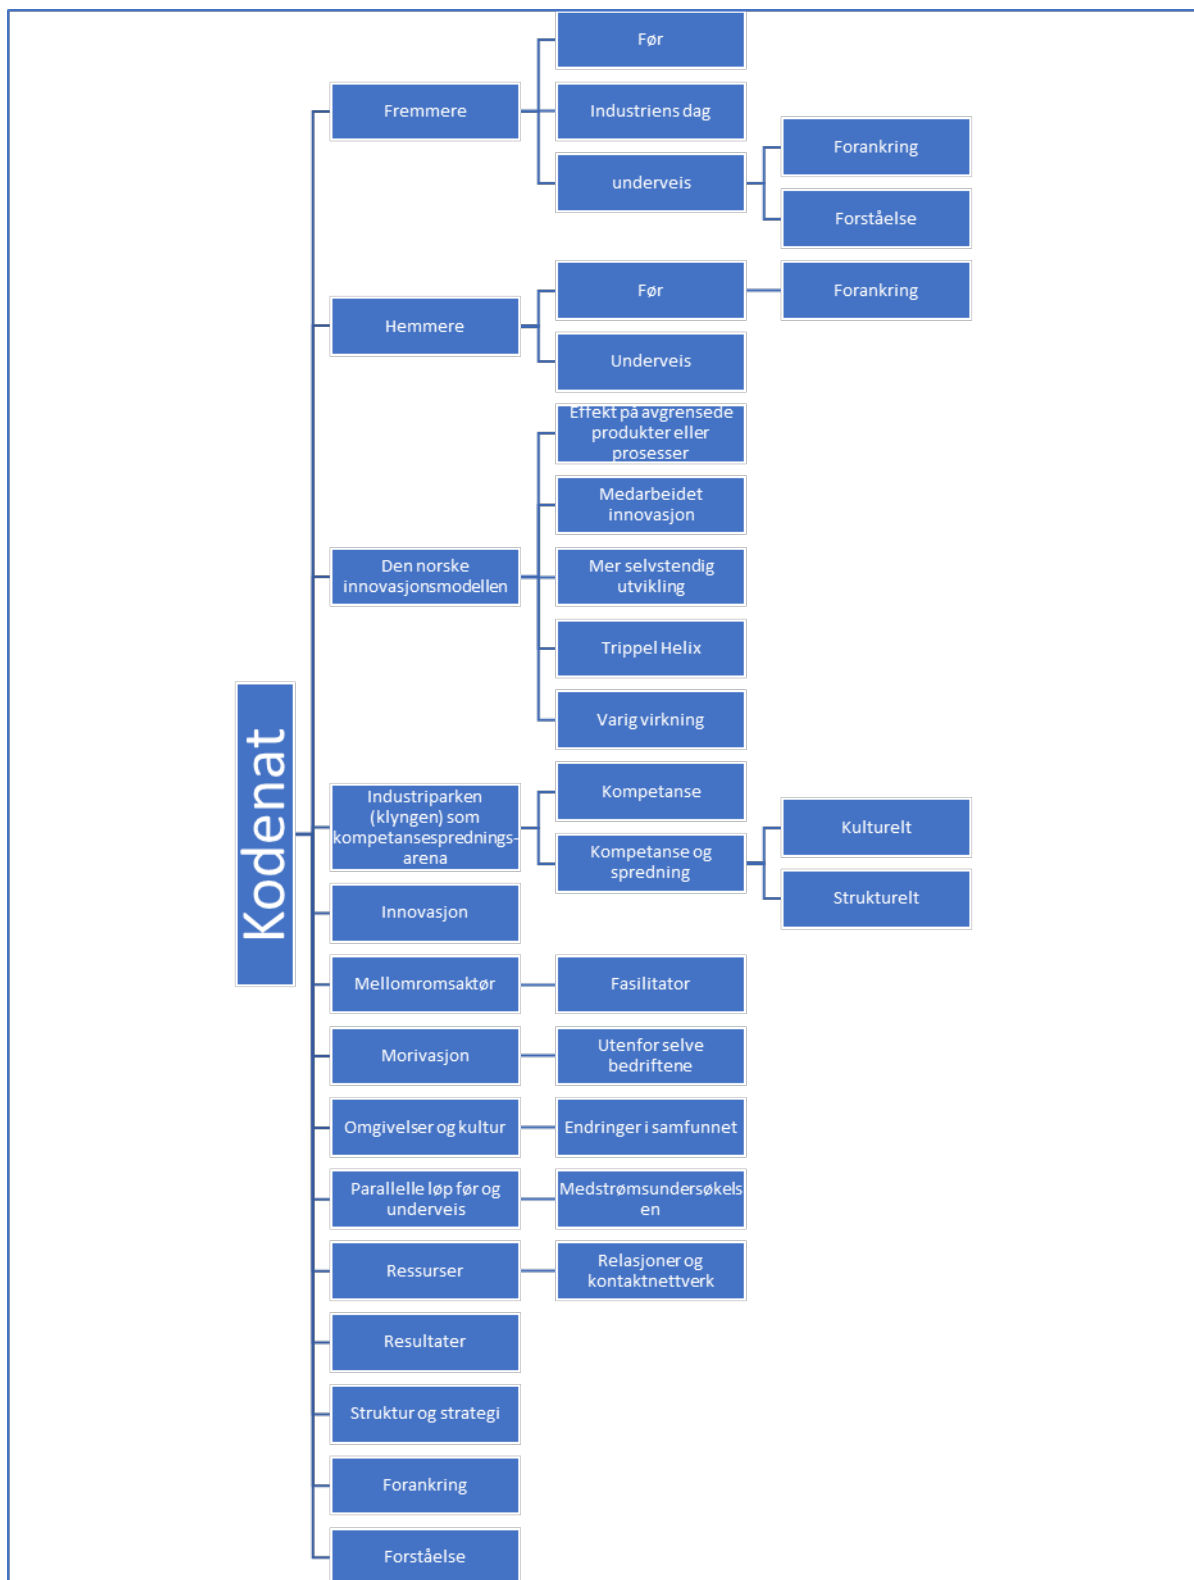 Kodenat
Fremmere
Før
Industriens dag
underveis
Forankring
Forståelse
Hemmere
Før
Forankring
Underveis
Den norske
innovasjonsmodellen
Effekt på avgrensede
produkter eller
prosesser
Medarbeidet
innovasjon
Mer selvstendig
utvikling
Trippel Helix
Varig virkning
Industriparken
(klyngen) som
kompetansesprednings-
arena
Kompetanse
Kompetanse og
spredning
Kulturelt
Strukturelt
Innovasjon
Mellomromsaktør
Fasilitator
Morivasjon
Utenfor selve
bedriftene
Omgivelser og kultur
Endringer i samfunnet
Parallelle løp før og
underveis
Medstrømsundersøkels
en
Ressurser
Relasjoner og
kontaktnettverk
Resultater
Struktur og strategi
Forankring
Forståelse